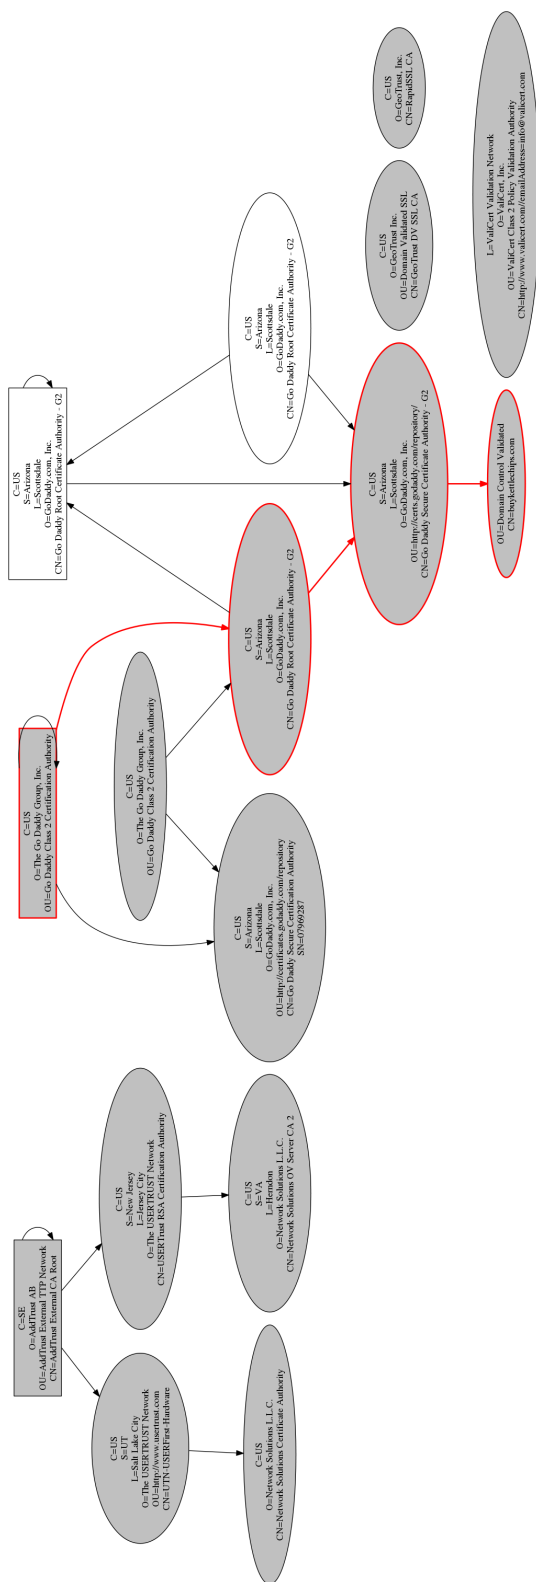 C=SE
O=AddTrust AB
OU=AddTrust External TTP Network
CN=AddTrust External CA Root
C=US
O=The Go Daddy Group, Inc.
OU=Go Daddy Class 2 Certification Authority
C=US
S=Arizona
L=Scottsdale
O=GoDaddy.com, Inc.
CN=Go Daddy Root Certificate Authority - G2
C=US
S=UT
L=Salt Lake City
O=The USERTRUST Network
OU=http://www.usertrust.com
CN=UTN-USERFirst-Hardware
C=US
S=New Jersey
L=Jersey City
O=The USERTRUST Network
CN=USERTrust RSA Certification Authority
C=US
O=The Go Daddy Group, Inc.
OU=Go Daddy Class 2 Certification Authority
C=US
O=Network Solutions L.L.C.
CN=Network Solutions Certificate Authority
C=US
S=VA
L=Herndon
O=Network Solutions L.L.C.
CN=Network Solutions OV Server CA 2
C=US
S=Arizona
L=Scottsdale
O=GoDaddy.com, Inc.
OU=http://certificates.godaddy.com/repository
CN=Go Daddy Secure Certification Authority
SN=07969287
C=US
S=Arizona
L=Scottsdale
O=GoDaddy.com, Inc.
CN=Go Daddy Root Certificate Authority - G2
C=US
S=Arizona
L=Scottsdale
O=GoDaddy.com, Inc.
CN=Go Daddy Root Certificate Authority - G2
C=US
S=Arizona
L=Scottsdale
O=GoDaddy.com, Inc.
OU=http://certs.godaddy.com/repository/
CN=Go Daddy Secure Certificate Authority - G2
C=US
O=GeoTrust Inc.
OU=Domain Validated SSL
CN=GeoTrust DV SSL CA
C=US
O=GeoTrust, Inc.
CN=RapidSSL CA
OU=Domain Control Validated
CN=buykettlechips.com
L=ValiCert Validation Network
O=ValiCert, Inc.
OU=ValiCert Class 2 Policy Validation Authority
CN=http://www.valicert.com//emailAddress=info@valicert.com